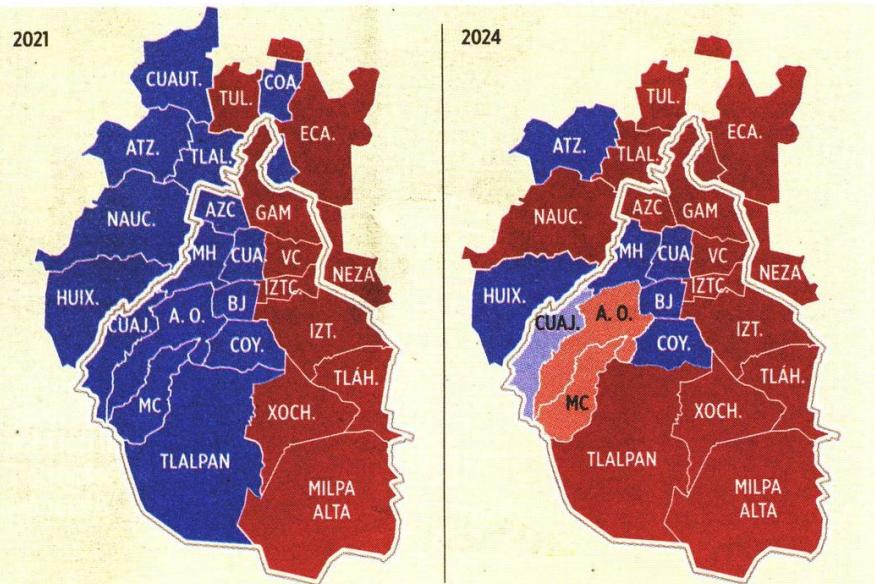 2021
CUAUT.
TUL.
COA.
ATZ.
TLAL.
ECA.
NAUC.
AZC
GAM
MH
CUA.
VC
NEZA
HUIX.
IZTC.
CUAJ.
A. O.
BJ
IZT.
COY.
TLÁH.
MC
XOCH.
TLALPAN
MILPA
ALTA
2024
TUL.
ECA.
ATZ.
TLAL.
NAUC.
AZC
GAM
MH
CUA.
VC
NEZA
HUIX.
IZTC.
BJ
CUAJ.
A. O.
IZT.
COY.
TLÁH.
MC
XOCH.
TLALPAN
MILPA
ALTA